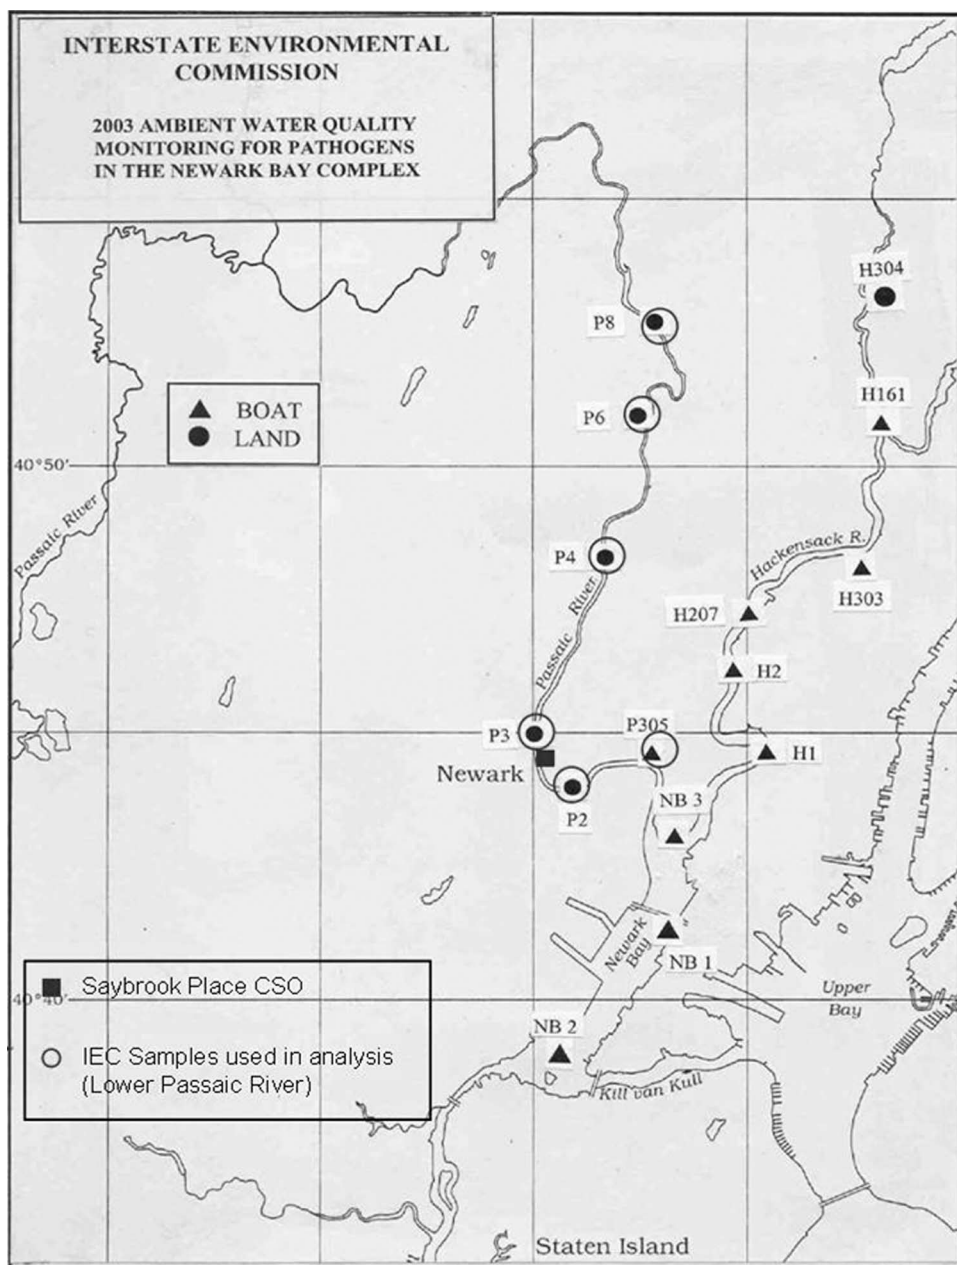 INTERSTATE ENVIRONMENTAL
COMMISSION
2003 AMBIENT WATER QUALITY
MONITORING FOR PATHOGENS
IN THE NEWARK BAY COMPLEX
H304
P8
BOAT
LAND
H161
P6
40°50'
Passaic River
Hackensack R.
P4
H303
Passaic River
H207
H2
P3
P305
H1
Newark
NB 3
P2
Newark
Bay
NB 1
Saybrook Place CSO
40°40'
Upper
Bay
NB 2
IEC Samples used in analysis
(Lower Passaic River)
Kill van Kull
Staten Island